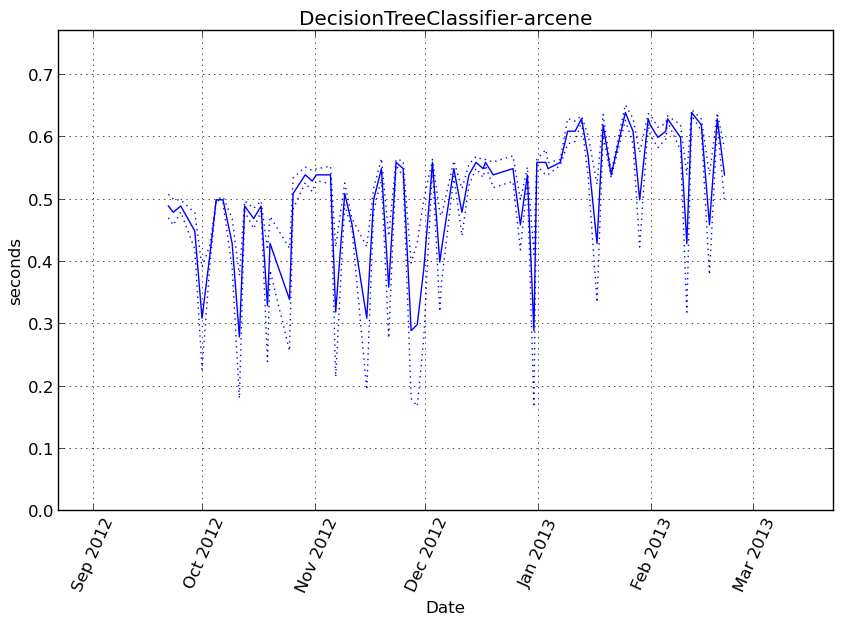 DecisionTreeClassifier-arcene
0.7
0.6
0.5
0.4
0.3
0.2
0.1
0.0
seconds
Sep 2012
Oct 2012
Nov 2012
Dec 2012
Jan 2013
Feb 2013
Mar 2013
Date